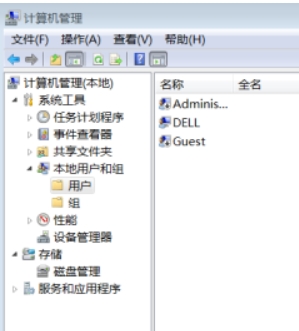 计算机管理
文件(F) 操作(A) 查看(V) 帮助(H)
计算机管理(本地)
系统工具
任务计划程序
事件查看器
共享文件夹
本地用户和组
用户
组
性能
设备管理器
存储
磁盘管理
服务和应用程序
名称 全名
Adminis...
DELL
Guest